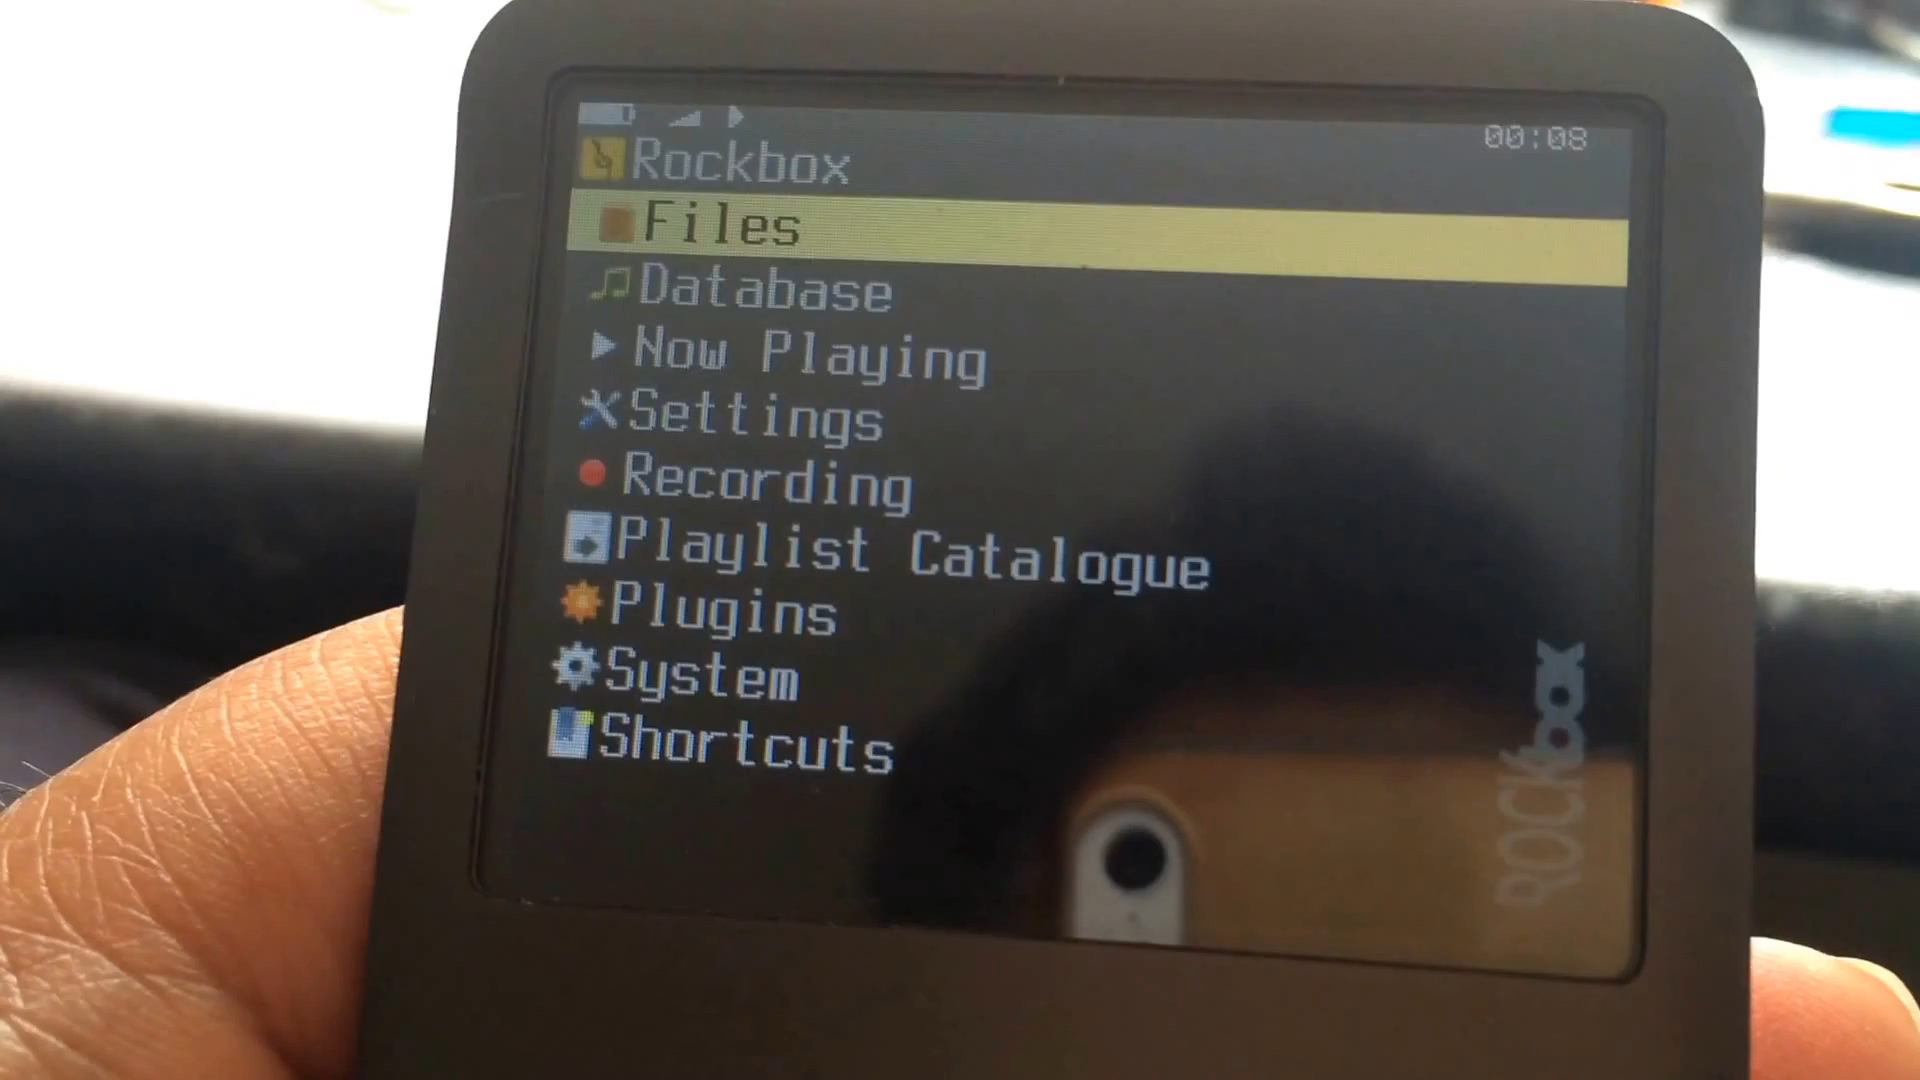 00:08
Rockbox
Files
Database
Now Playing
Settings
Recording
Playlist Catalogue
Plugins
System
Shortcuts
ROCKbox